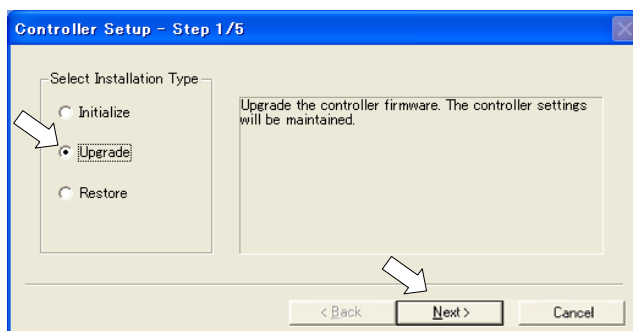 Controller Setup - Step 1/5
Select Installation Type
Initialize
Upgrade
Restore
Upgrade the controller firmware. The controller settings
will be maintained.
< Back
Next >
Cancel